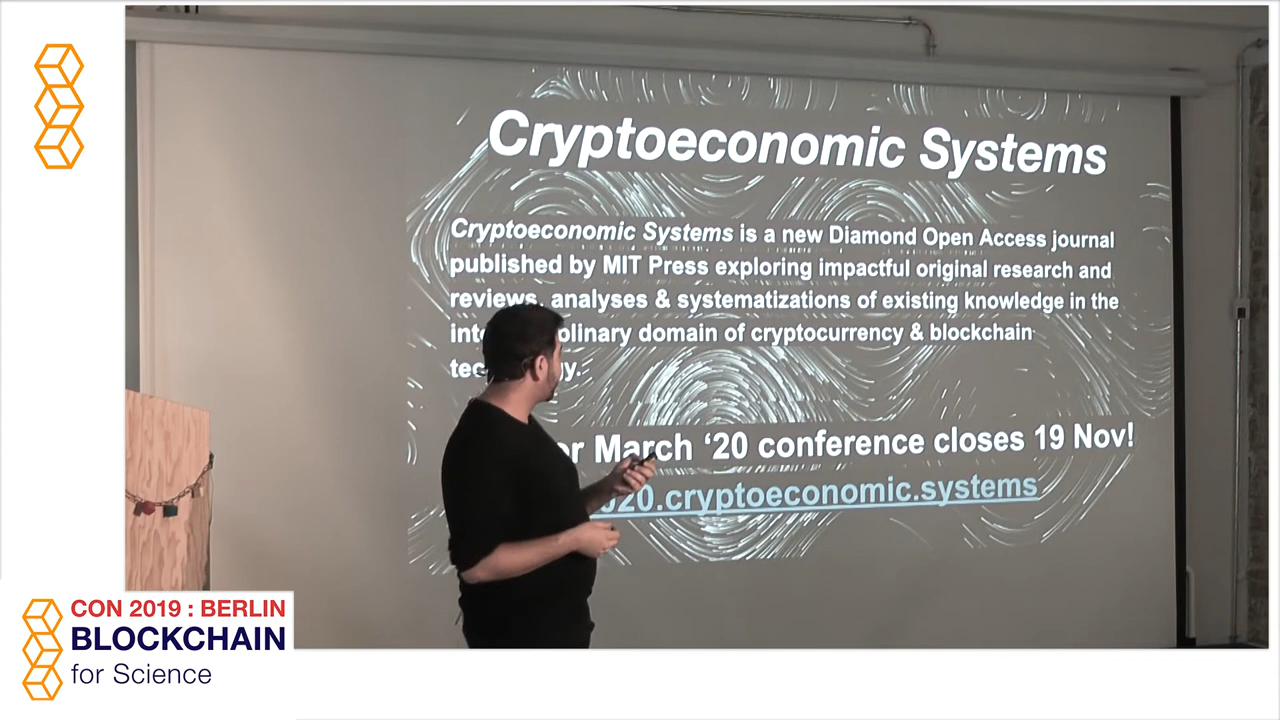 Cryptoeconomic Systems
Cryptoeconomic Systems is a new Diamond Open Access journal
published by MIT Press exploring impactful original research and
reviews, analyses & systematizations of existing knowledge in the
domain of cryptocurrency & blockchain
March ‘20 conference closes 19 Nov!
20.cryptoeconomic.systems
CON 2019 : BERLIN
BLOCKCHAIN
for Science